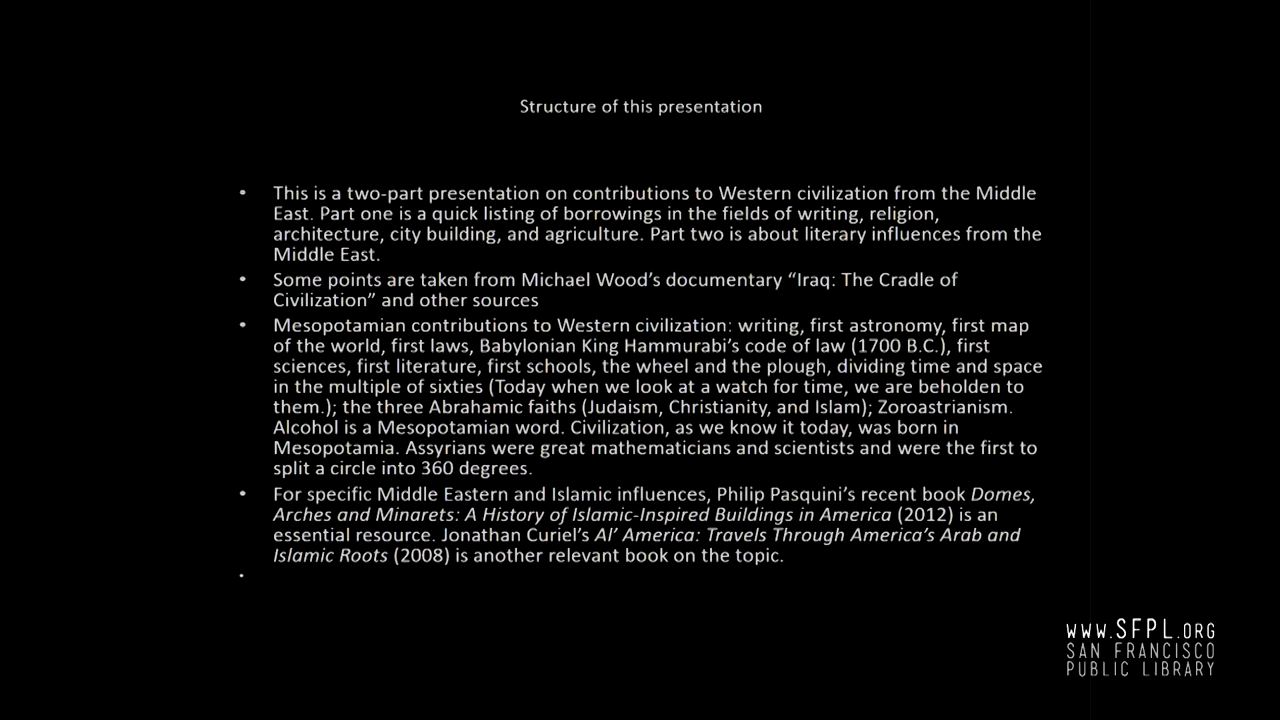 Structure of this presentation
• This is a two-part presentation on contributions to Western civilization from the Middle
East. Part one is a quick listing of borrowings in the fields of writing, religion,
architecture, city building, and agriculture. Part two is about literary influences from the
Middle East.
• Some points are taken from Michael Wood’s documentary “Iraq: The Cradle of
Civilization” and other sources
• Mesopotamian contributions to Western civilization: writing, first astronomy, first map
of the world, first laws, Babylonian King Hammurabi’s code of law (1700 B.C.), first
sciences, first literature, first schools, the wheel and the plough, dividing time and space
in the multiple of sixties (Today when we look at a watch for time, we are beholden to
them.); the three Abrahamic faiths (Judaism, Christianity, and Islam); Zoroastrianism.
Alcohol is a Mesopotamian word. Civilization, as we know it today, was born in
Mesopotamia. Assyrians were great mathematicians and scientists and were the first to
split a circle into 360 degrees.
• For specific Middle Eastern and Islamic influences, Philip Pasquini’s recent book Domes,
Arches and Minarets: A History of Islamic-Inspired Buildings in America (2012) is an
essential resource. Jonathan Curiel’s Al’ America: Travels Through America’s Arab and
Islamic Roots (2008) is another relevant book on the topic.
•
WWW.SFPL.ORG
SAN FRANCISCO
PUBLIC LIBRARY